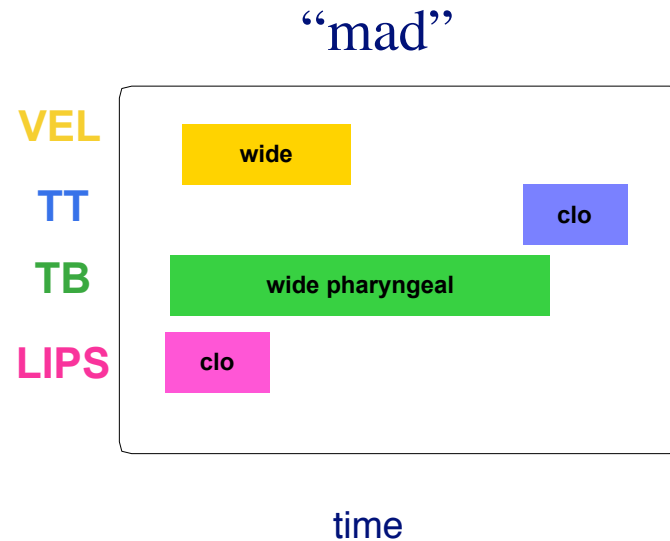 “mad”
VEL
wide
TT
clo
TB
wide pharyngeal
LIPS
clo
time